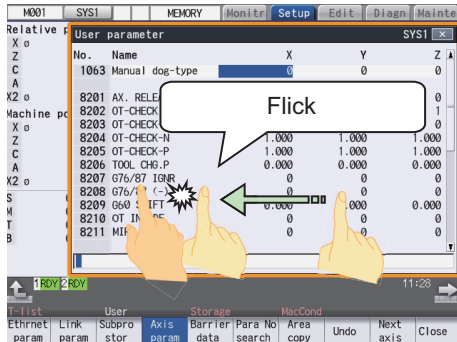 M001 SYS1 MEMORY Monitr Setup Edit Diagn Mainte
Relative
X ø
Z
C
A
X2 ø
Machine
X ø
Z
C
A
X2 ø
S
M
T
B
User parameter SYS1
No. Name X Y Z
1063 Manual dog-type 0 0 0
8201 AX. 0
8202 OT-CHECK 1
8203 OT-CHECK 0
8204 OT-CHECK-N 1.000 1.000 1.000
8205 OT-CHECK-P 1.000 1.000 1.000
8206 TOOL CHG.P 0.000 0.000 0.000
8207 G76/87 IGNR 0 0 0
8208 G76/87 (-) 0 0
8209 G60 SHIFT 0.000 0.000
8210 OT 0 0 0
8211 0 0 0
Flick
1 RDY 2 RDY 11:28
T-list User Storage MacCond
Ethrnet param
Link param
Subpro stor
Axis param
Barrier data
Para No search
Area copy
Undo
Next axis
Close